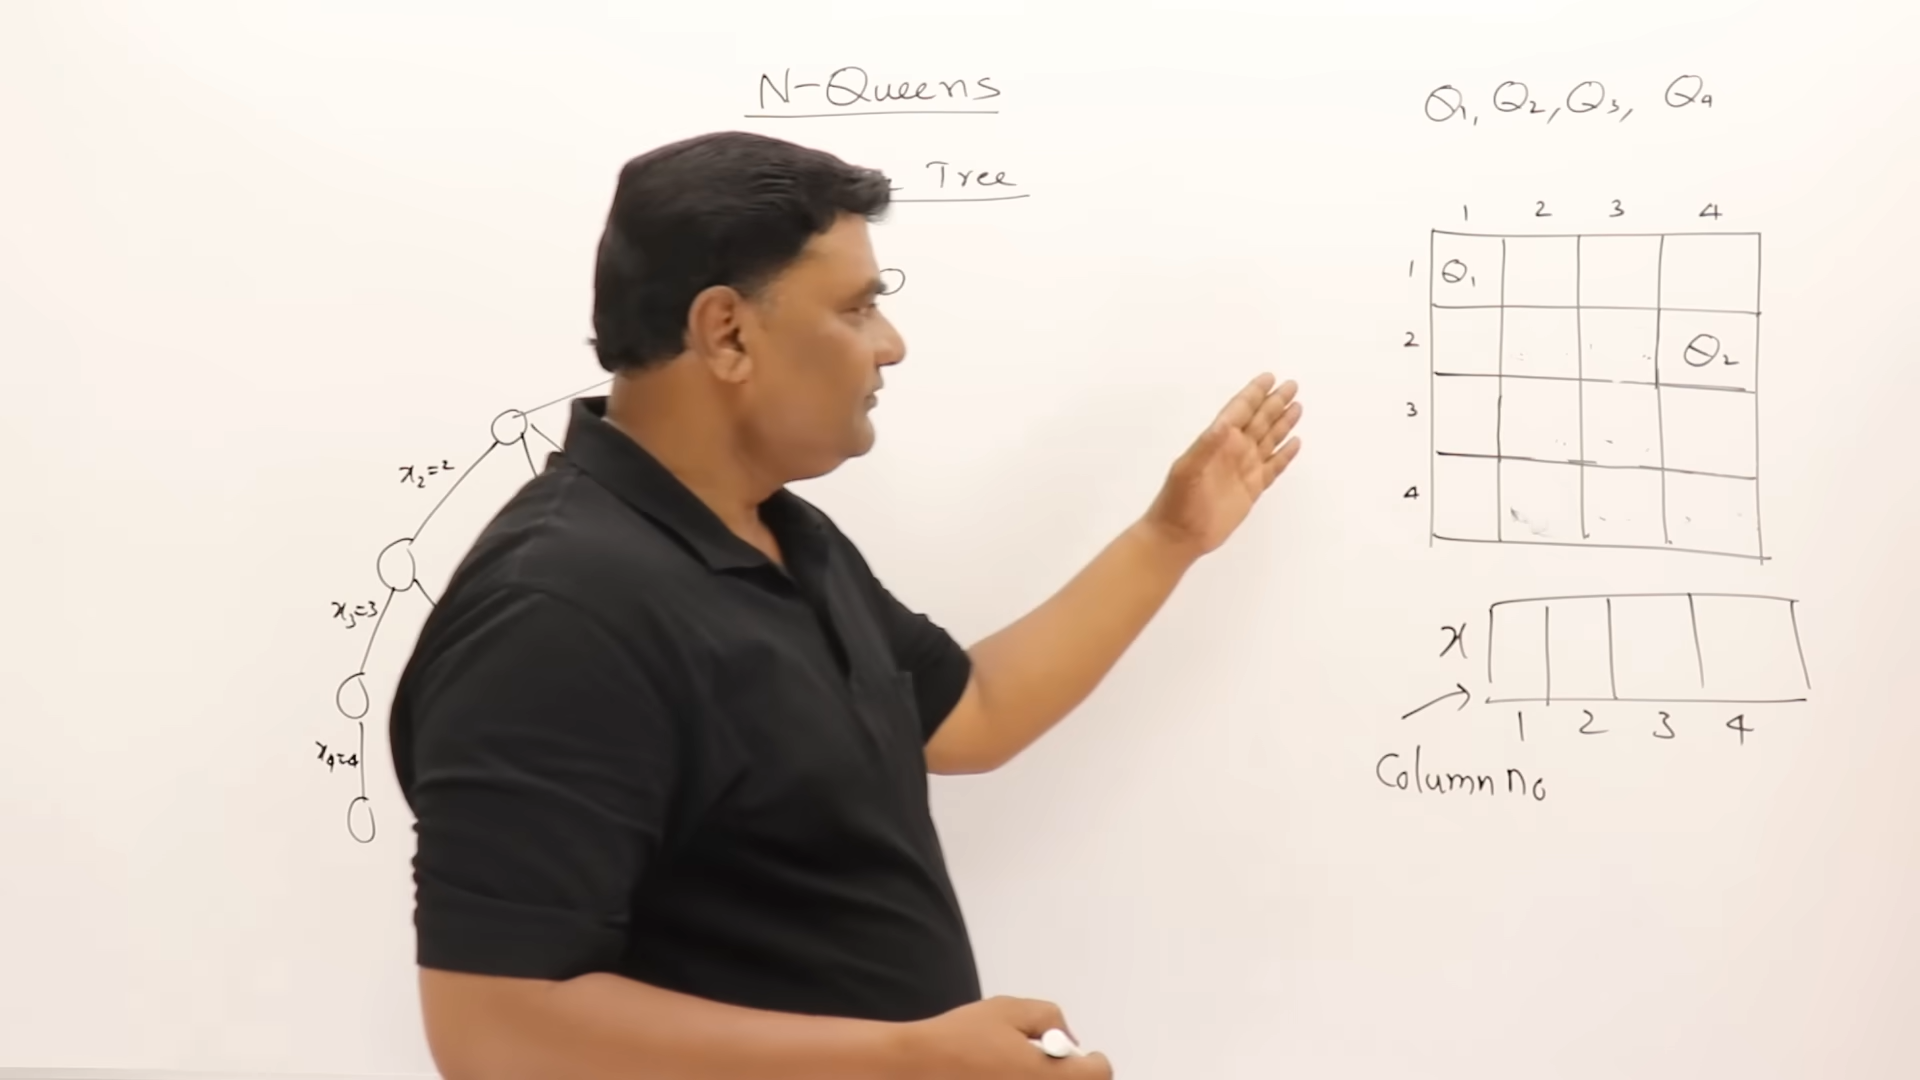 N-Queens
Tree
x₂=2
x₃=3
x₄=4
Q₁, Q₂, Q₃, Q₄
1 2 3 4
1 Q₁
2 Q₂
3
4
x
1 2 3 4
Column no